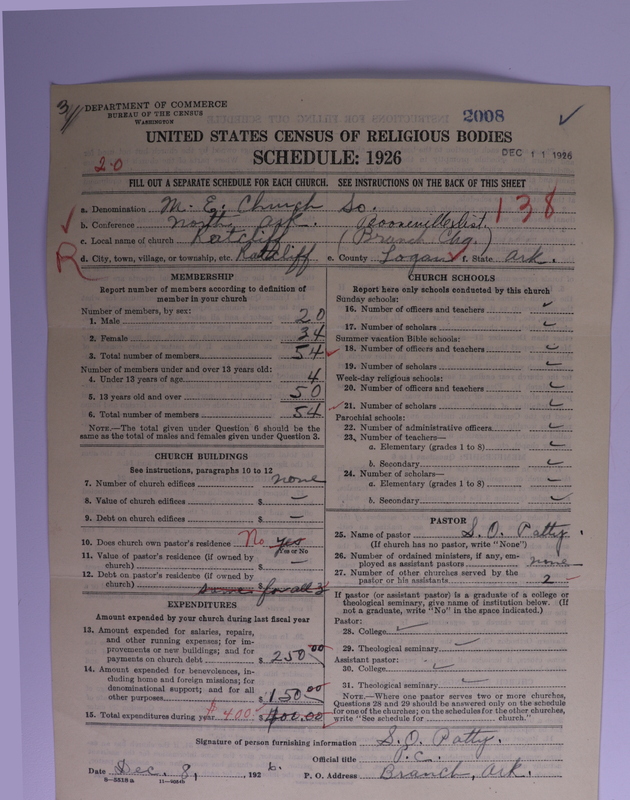 3//
DEPARTMENT OF COMMERCE
BUREAU OF THE CENSUS
WASHINGTON
2008
UNITED STATES CENSUS OF RELIGIOUS BODIES
DEC 11 1926
20
SCHEDULE: 1926
FILL OUT A SEPARATE SCHEDULE FOR EACH CHURCH. SEE INSTRUCTIONS ON THE BACK OF THIS SHEET
a. Denomination M. E. Church So. 138
b. Conference North Ark. Booneville dist.
c. Local name of church Ratcliff (Branch Chg.)
R d. City, town, village, or township, etc. Ratcliff e. County Logan f. State Ark.
MEMBERSHIP
Report number of members according to definition of
member in your church
Number of members, by sex:
1. Male 20
2. Female 34
3. Total number of members 54
Number of members under and over 13 years old:
4. Under 13 years of age 4
5. 13 years old and over 50
6. Total number of members 54
NOTE.—The total given under Question 6 should be
the same as the total of males and females given under Question 3.
CHURCH BUILDINGS
See instructions, paragraphs 10 to 12
7. Number of church edifices none
8. Value of church edifices $ —
9. Debt on church edifices $ —
10. Does church own pastor's residence? No yes
Yes or No
11. Value of pastor's residence (if owned by
church) $ —
12. Debt on pastor's residence (if owned by
church) $ for all 3
EXPENDITURES
Amount expended by your church during last fiscal year
13. Amount expended for salaries, repairs,
and other running expenses; for im-
provements or new buildings; and for
payments on church debt $ 250.00
14. Amount expended for benevolences, in-
cluding home and foreign missions; for
denominational support; and for all
other purposes $ 150.00
15. Total expenditures during year $400. $ 400.00
CHURCH SCHOOLS
Report here only schools conducted by this church
Sunday schools:
16. Number of officers and teachers
17. Number of scholars
Summer vacation Bible schools:
18. Number of officers and teachers
19. Number of scholars
Week-day religious schools:
20. Number of officers and teachers
21. Number of scholars
Parochial schools:
22. Number of administrative officers
23. Number of teachers—
a. Elementary (grades 1 to 8)
b. Secondary
24. Number of scholars—
a. Elementary (grades 1 to 8)
b. Secondary
PASTOR
25. Name of pastor S. O. Patty.
(If church has no pastor, write "None")
26. Number of ordained ministers, if any, em-
ployed as assistant pastors none
27. Number of other churches served by the
pastor or his assistants 2
If pastor (or assistant pastor) is a graduate of a college or
theological seminary, give name of institution below. (If
not a graduate, write "No" in the space indicated.)
Pastor:
28. College
29. Theological seminary
Assistant pastor:
30. College
31. Theological seminary
NOTE.—Where one pastor serves two or more churches,
Questions 28 and 29 should be answered only on the schedule
for one of the churches; on the schedules for the other churches,
write "See schedule for church."
Signature of person furnishing information S. O. Patty.
Official title P. C.
Date Dec. 8, 1926. P. O. Address Branch, Ark.
8—5518a